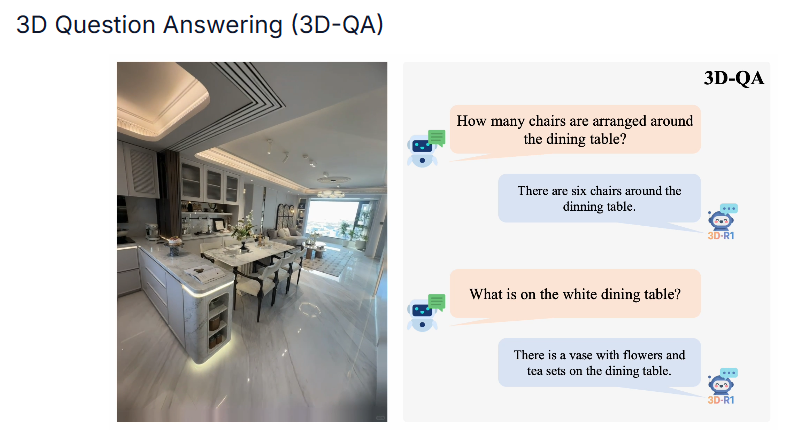 3D Question Answering (3D-QA)
3D-QA
How many chairs are arranged around
the dining table?
There are six chairs around the
dinning table.
3D-R1
What is on the white dining table?
There is a vase with flowers and
tea sets on the dining table.
3D-R1